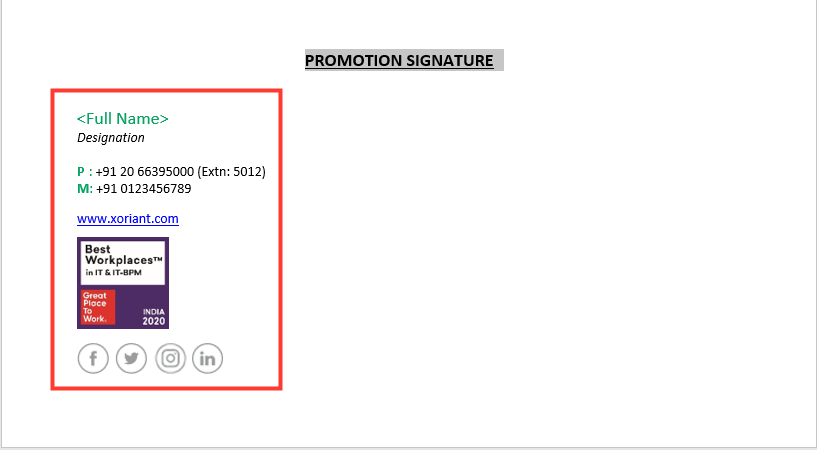 PROMOTION SIGNATURE
<Full Name>
Designation
P : +91 20 66395000 (Extn: 5012)
M: +91 0123456789
www.xoriant.com
Best
Workplaces™
in IT & IT-BPM
Great
Place
To
Work.
INDIA
2020